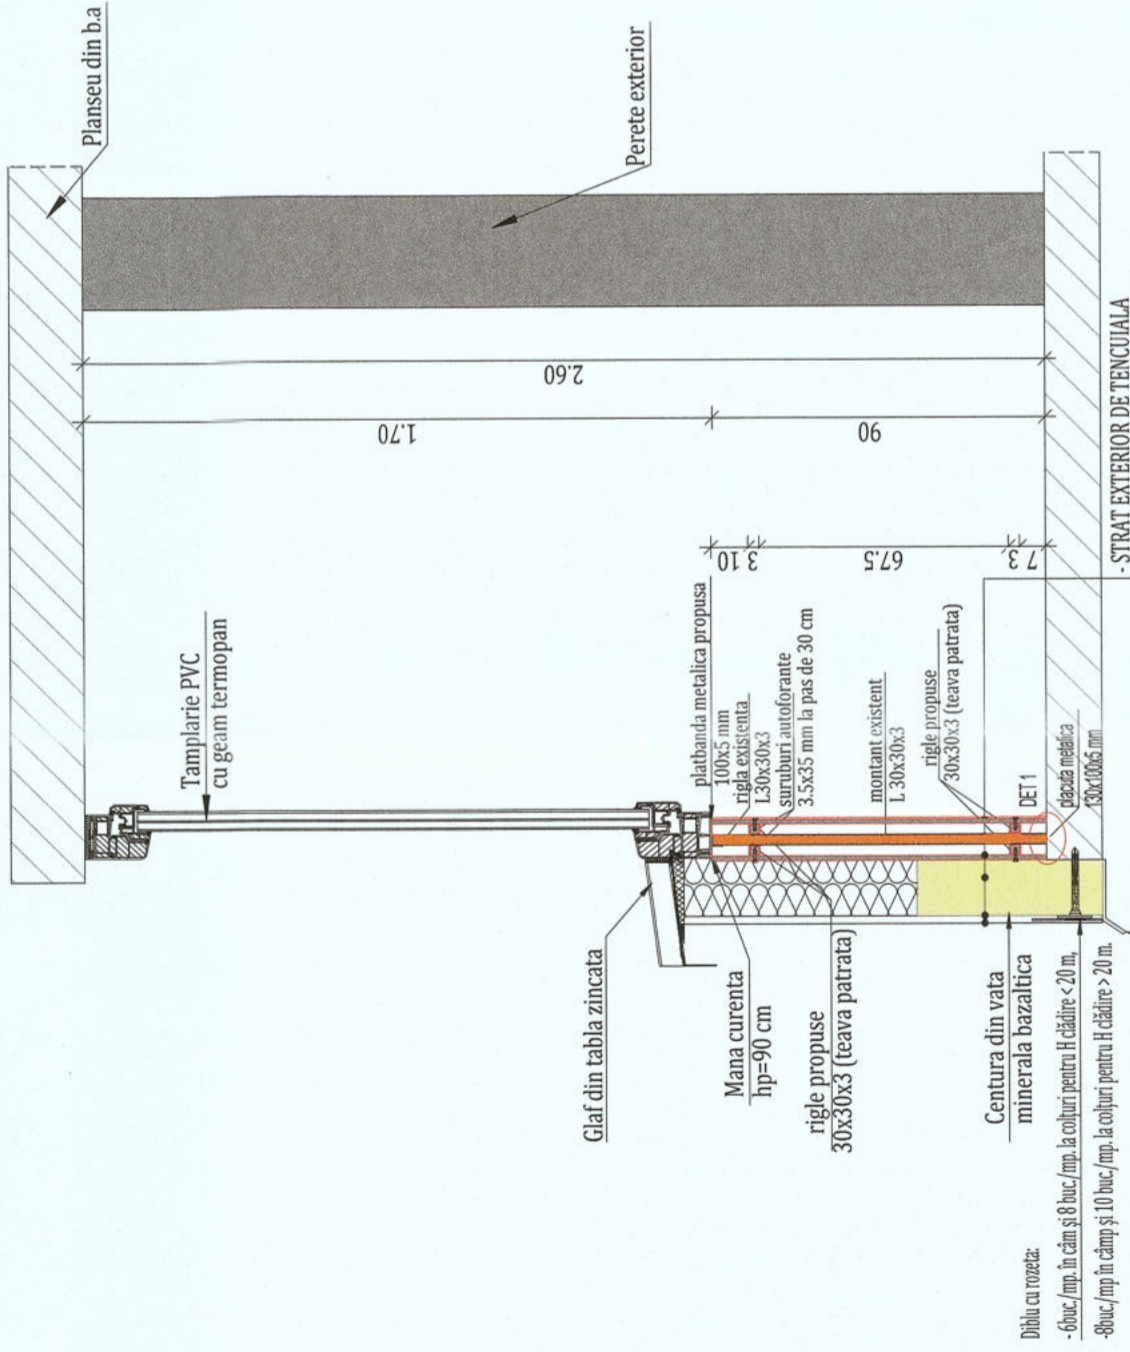 Planseu din b.a
Perete exterior
2.60
1.70
90
3 10
67.5
7 3
Tamplarie PVC
cu geam termopan
platbanda metalica propusa
100x5 mm
rigla existenta
L30x30x3
suruburi autoforante
3.5x35 mm la pas de 30 cm
montant existent
L 30x30x3
rigle propuse
30x30x3 (teava patrata)
DET 1
placuta metalica
130x100x5 mm
- STRAT EXTERIOR DE TENCUIALA
Glaf din tabla zincata
Mana curenta
hp=90 cm
rigle propuse
30x30x3 (teava patrata)
Centura din vata
minerala bazaltica
Diblu cu rozeta:
- 6buc./mp. în câm și 8 buc./mp. la colțuri pentru H clădire < 20 m,
-8buc./mp în câmp și 10 buc./mp. la colțuri pentru H clădire > 20 m.